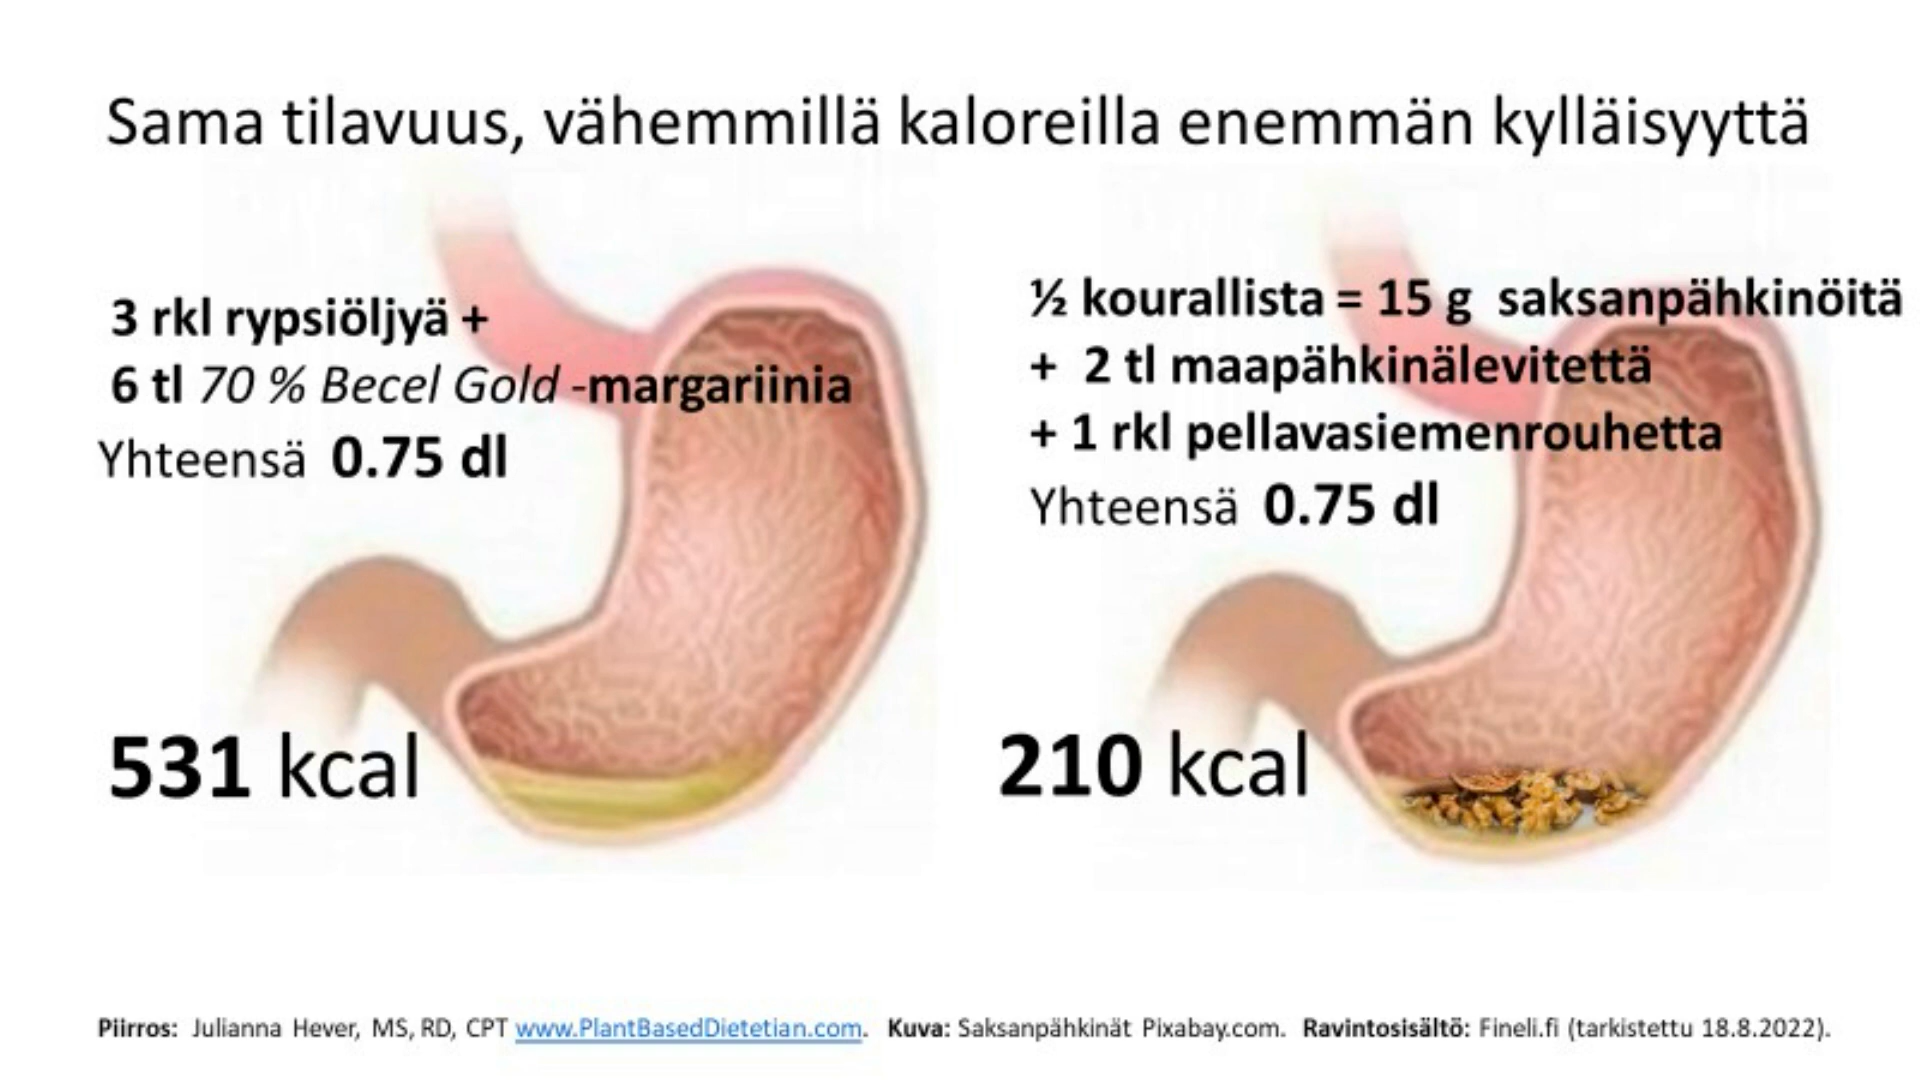 Sama tilavuus, vähemmillä kaloreilla enemmän kylläisyyttä
3 rkl rypsiöljyä +
6 tl 70 % Becel Gold -margariinia
Yhteensä 0.75 dl
531 kcal
½ kourallista = 15 g saksanpähkinöitä
+ 2 tl maapähkinälevitettä
+ 1 rkl pellavasiemenrouhetta
Yhteensä 0.75 dl
210 kcal
Piirros: Julianna Hever, MS, RD, CPT www.PlantBasedDietetian.com. Kuva: Saksanpähkinät Pixabay.com. Ravintosisältö: Fineli.fi (tarkistettu 18.8.2022).